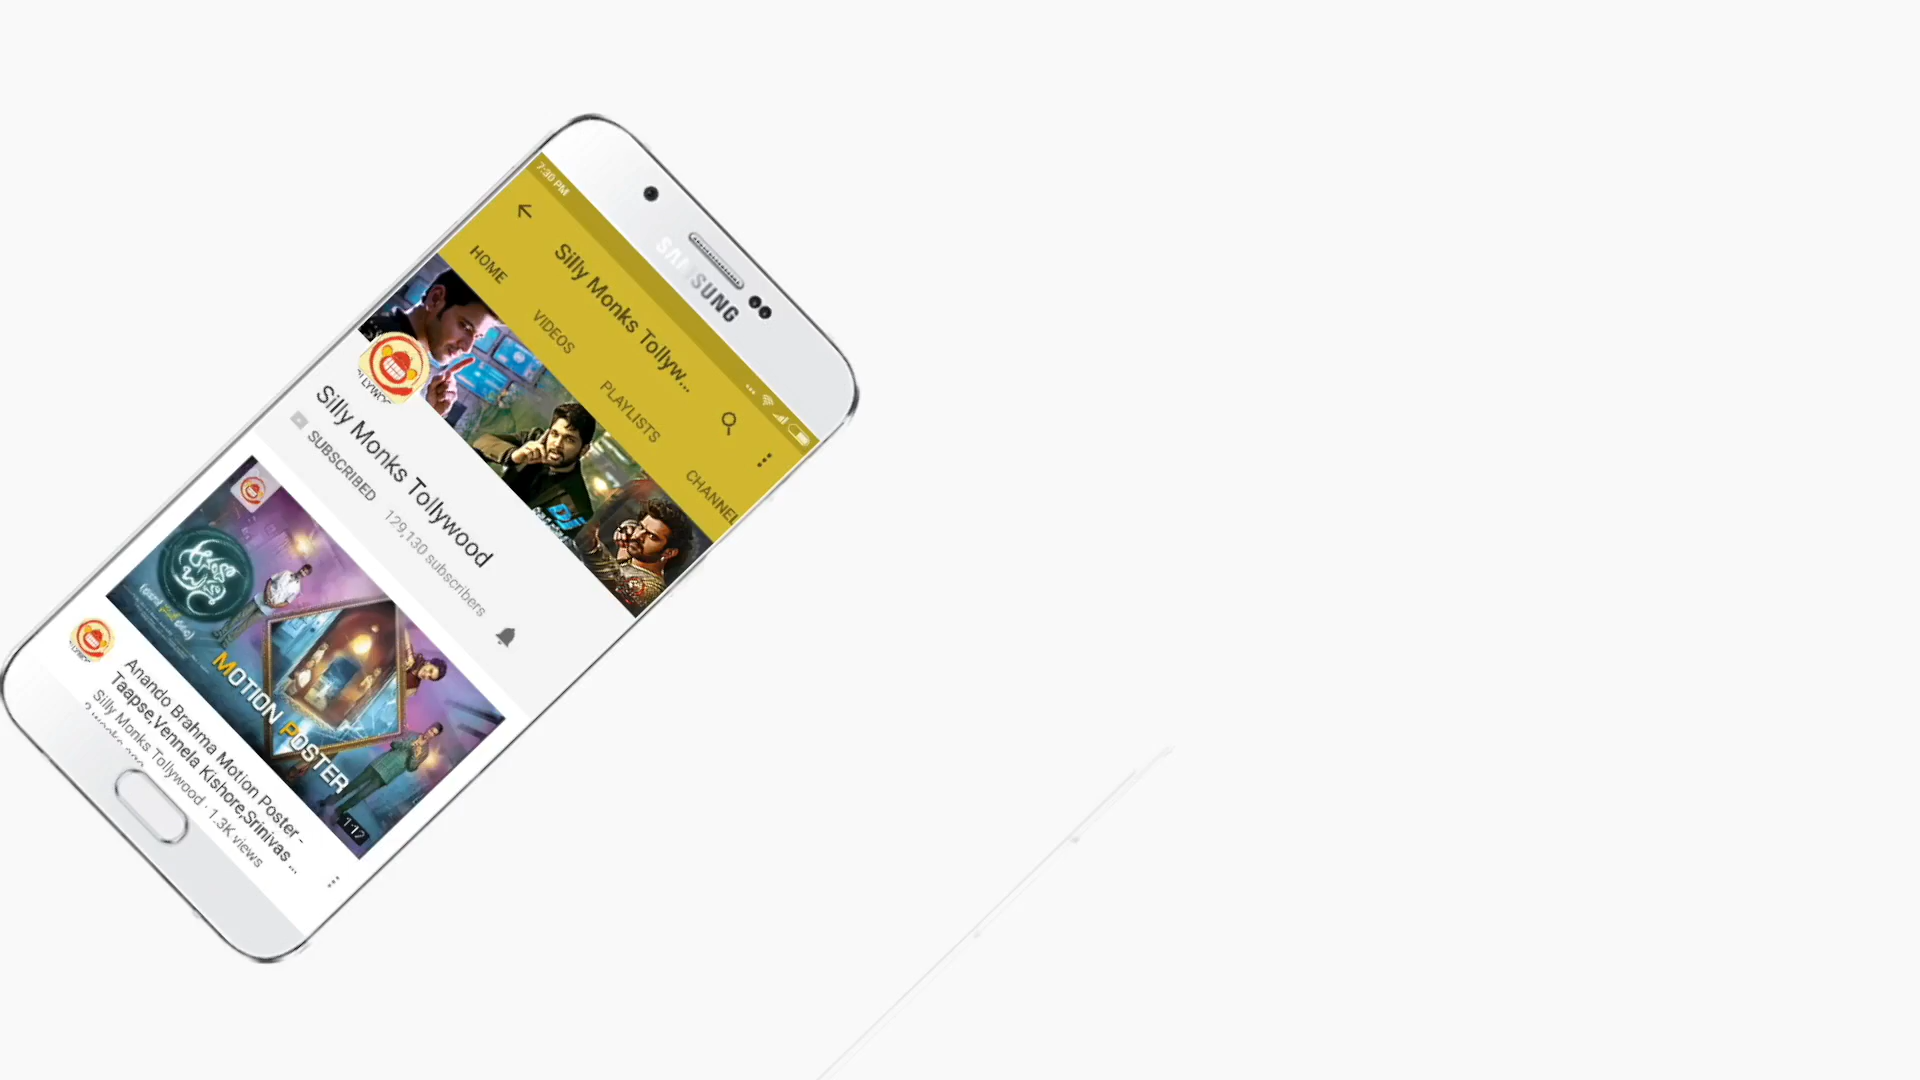 SAMSUNG
7:30 PM
Silly Monks Tollyw...
HOME VIDEOS PLAYLISTS CHANNEL
Silly Monks Tollywood
SUBSCRIBED 129,130 subscribers
MOTION POSTER
1:12
Anando Brahma Motion Poster -
Taapse,Vennela Kishore,Srinivas ...
Silly Monks Tollywood · 1.3K views